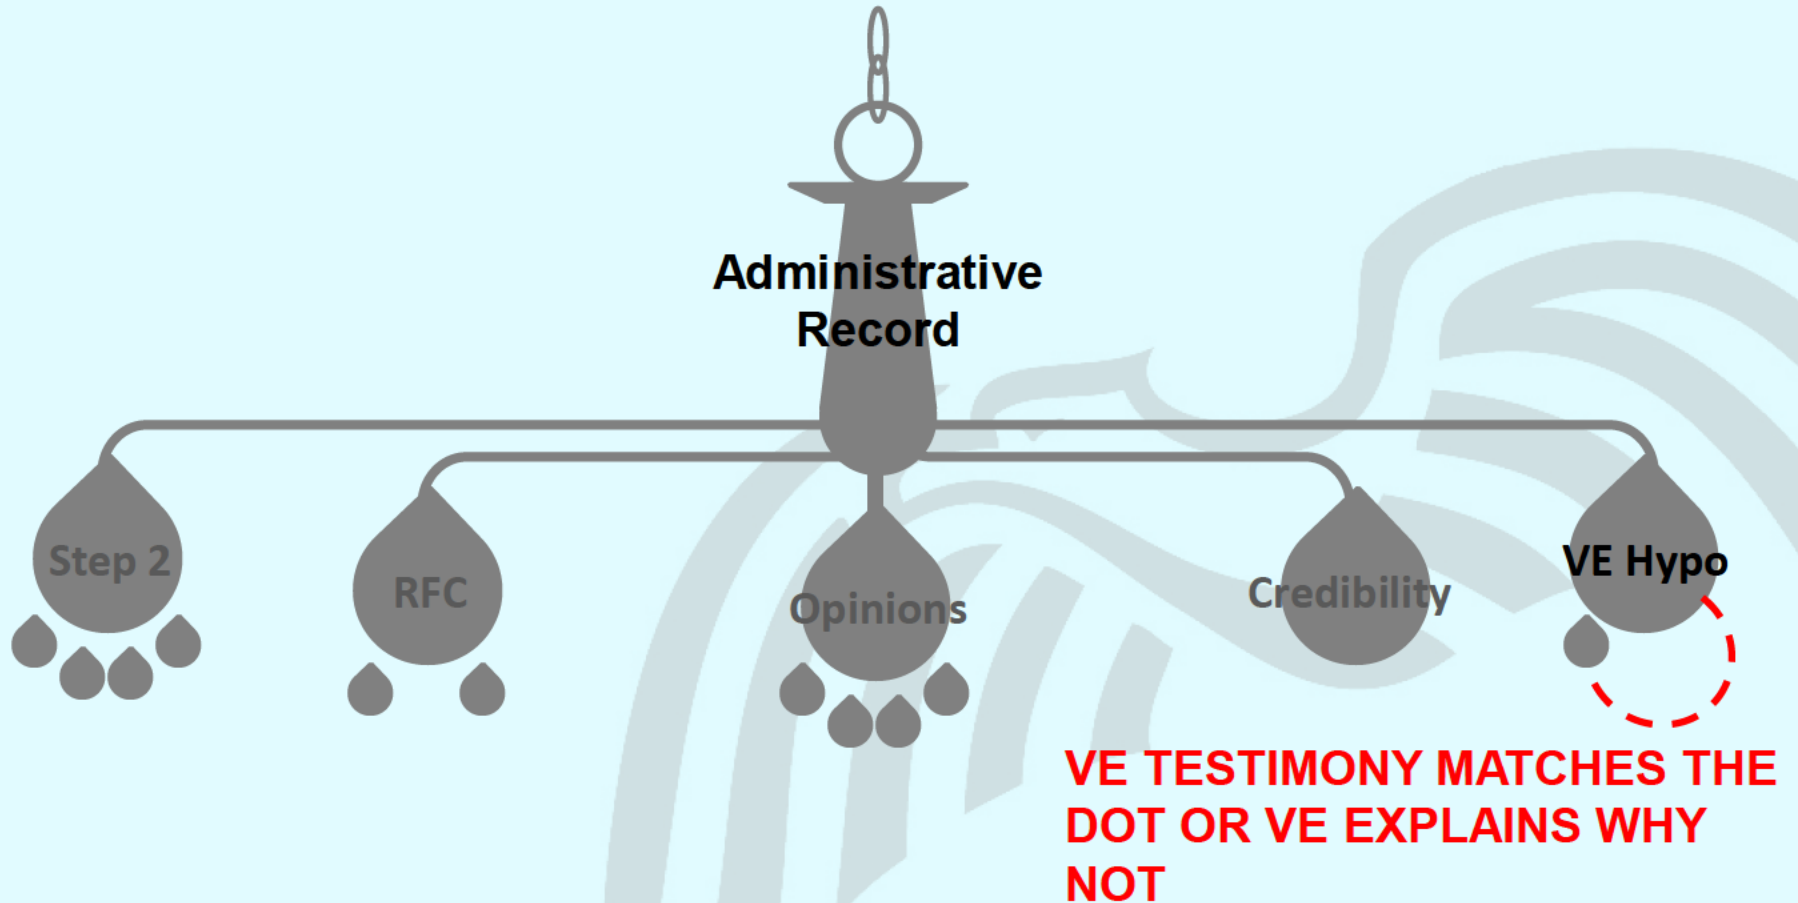 Administrative
Record
Step 2
RFC
Opinions
Credibility
VE Hypo
VE TESTIMONY MATCHES THE
DOT OR VE EXPLAINS WHY
NOT